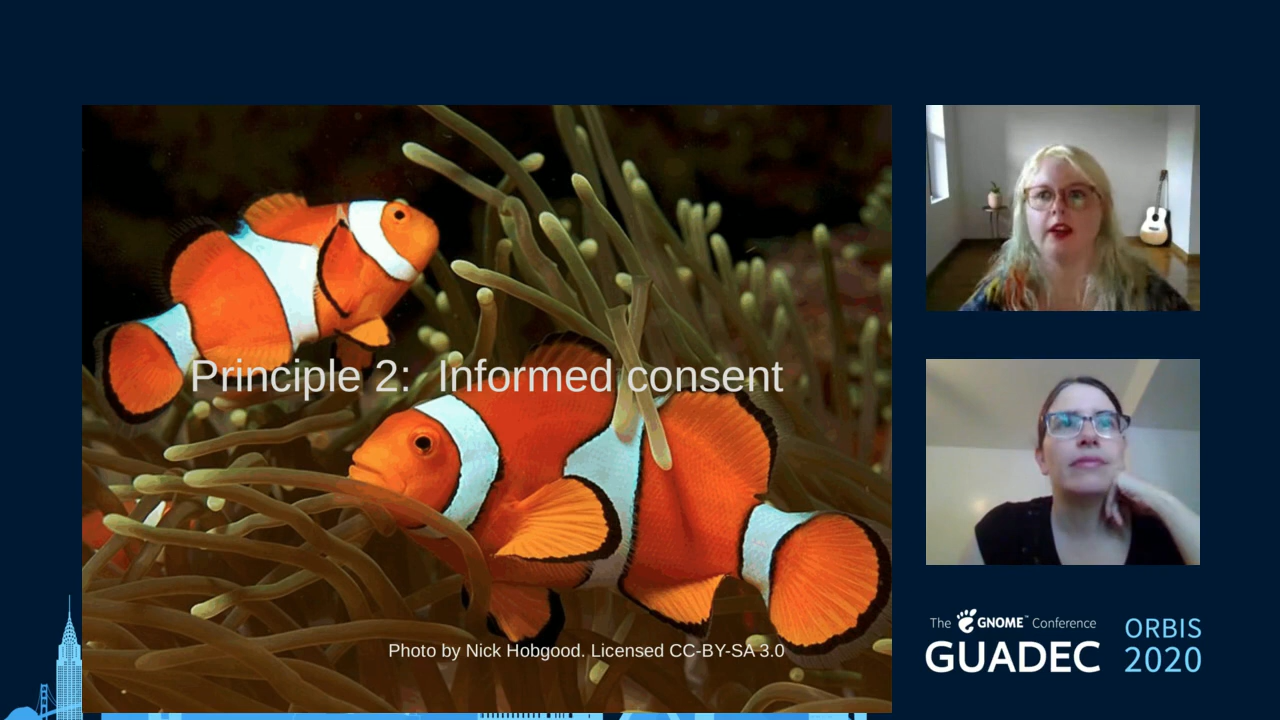 Principle 2: Informed consent
Photo by Nick Hobgood. Licensed CC-BY-SA 3.0
The GNOME™ Conference
GUADEC
ORBIS
2020